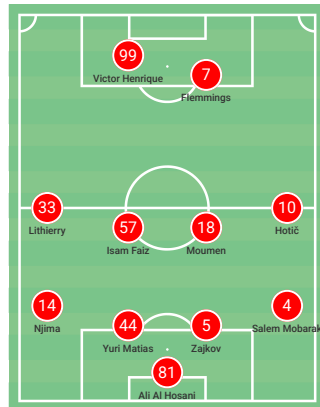 99
Victor Henrique
7
Flemmings
33
Lithierry
57
Isam Faiz
18
Moumen
10
Hotič
14
Njima
44
Yuri Matias
5
Zajkov
4
Salem Mobarak
81
Ali Al Hosani